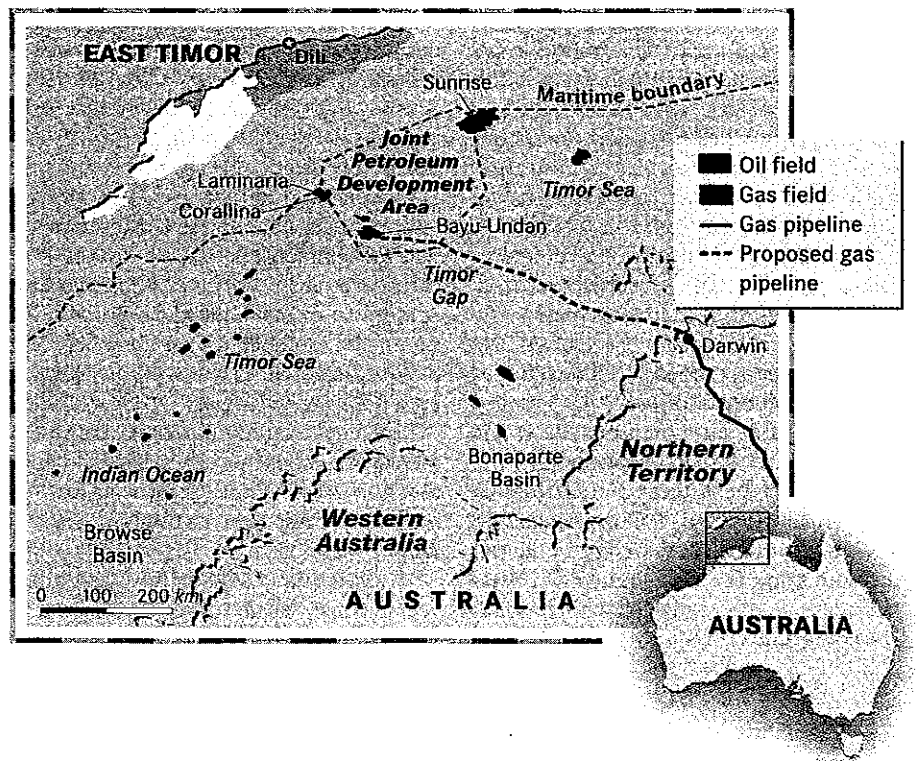 EAST TIMOR
Dili
Sunrise
Maritime boundary
Joint
Petroleum
Development
Area
Timor Sea
Laminaria
Corallina
Bayu-Undan
Timor
Gap
Oil field
Gas field
Gas pipeline
Proposed gas
pipeline
Darwin
Timor Sea
Indian Ocean
Bonaparte
Basin
Northern
Territory
Browse
Basin
Western
Australia
0 100 200 km
AUSTRALIA
AUSTRALIA